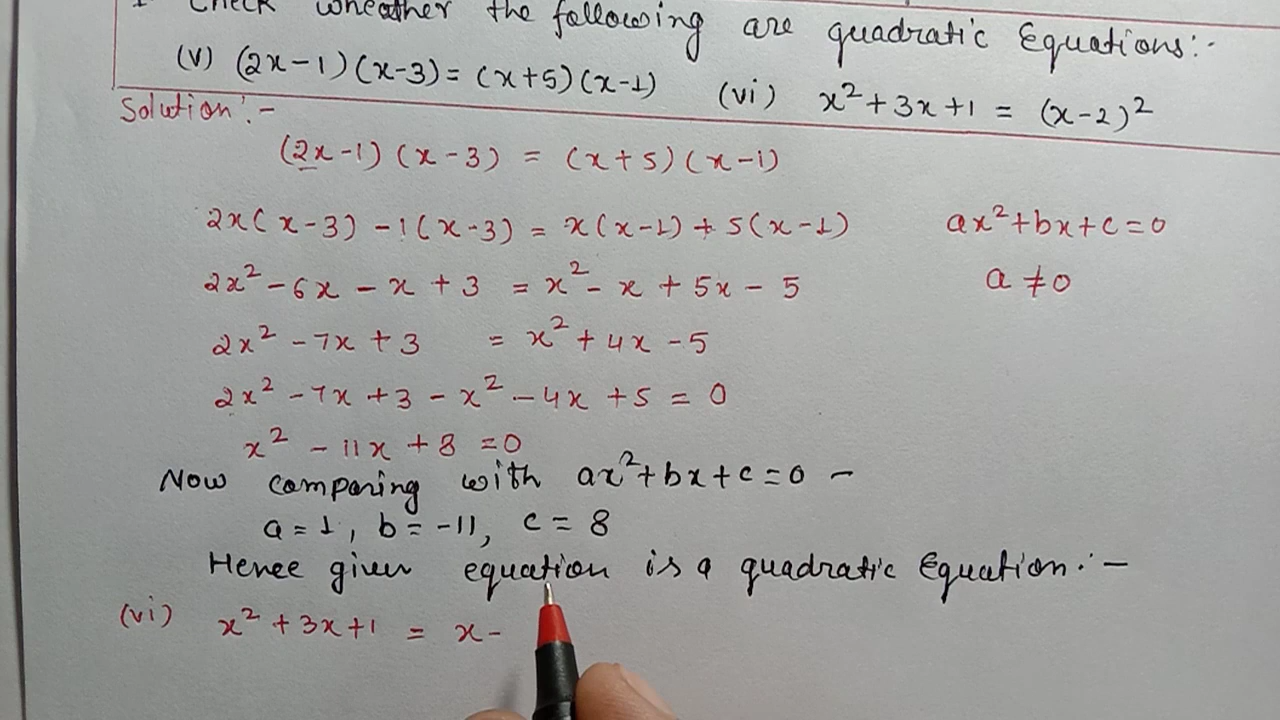 Check wheather the following are quadratic Equations:-
(v) (2x-1)(x-3)=(x+5)(x-1) (vi) x²+3x+1 = (x-2)²
Solution:-
(2x-1)(x-3) = (x+5)(x-1)
2x(x-3) -1(x-3) = x(x-1)+5(x-1) ax²+bx+c=0
2x²-6x-x+3 = x²-x+5x-5 a≠0
2x²-7x+3 = x²+4x-5
2x²-7x+3-x²-4x+5=0
x²-11x+8=0
Now comparing with ax²+bx+c=0 -
a=1, b=-11, c=8
Hence given equation is a quadratic Equation.-
(vi) x²+3x+1 = x-